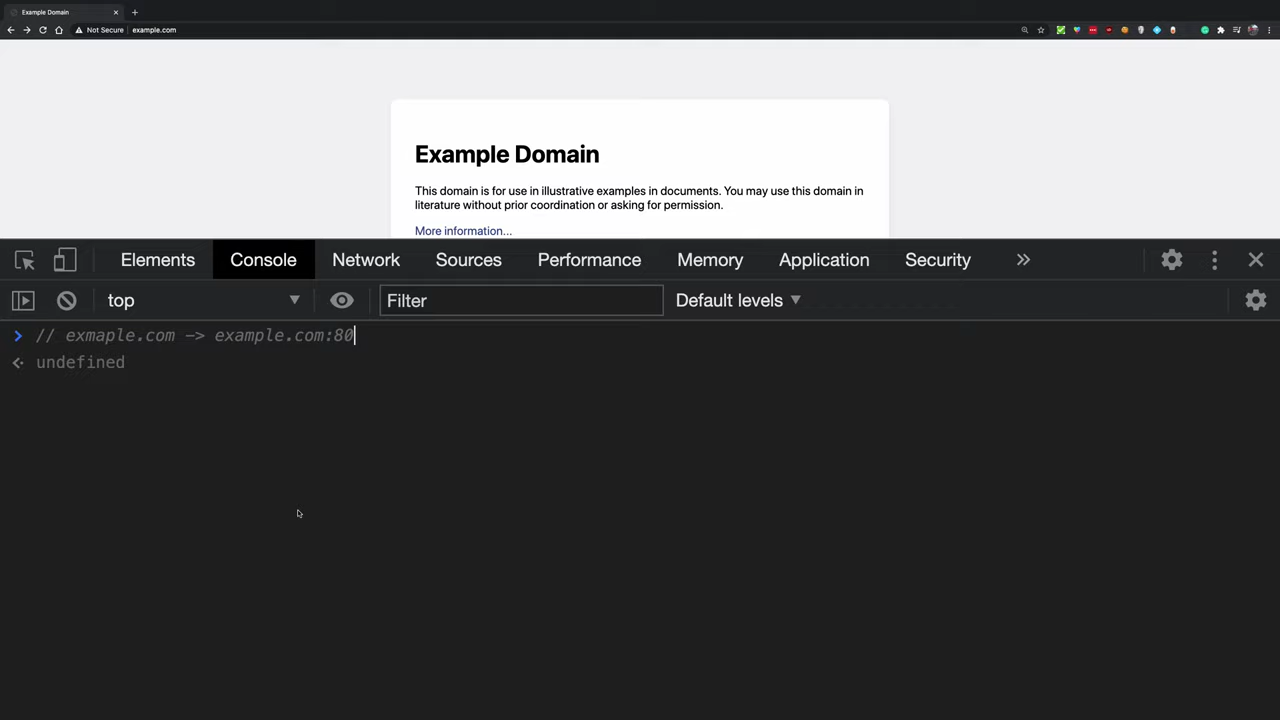 Example Domain
Not Secure
example.com
Example Domain
This domain is for use in illustrative examples in documents. You may use this domain in
literature without prior coordination or asking for permission.
More information...
Elements Console Network Sources Performance Memory Application Security
top Filter Default levels
// exmaple.com -> example.com:80
undefined